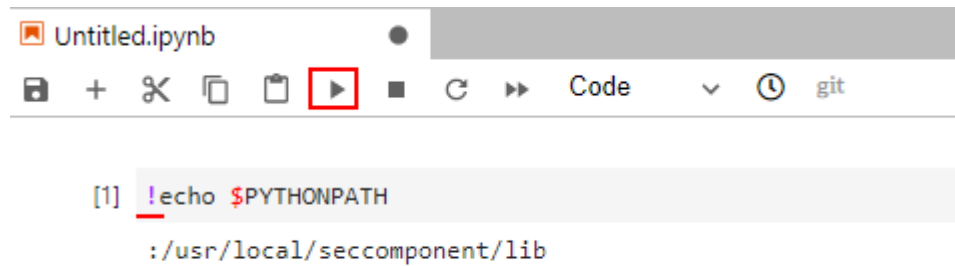 Untitled.ipynb
Code git
[1] !echo $PYTHONPATH
:/usr/local/seccomponent/lib